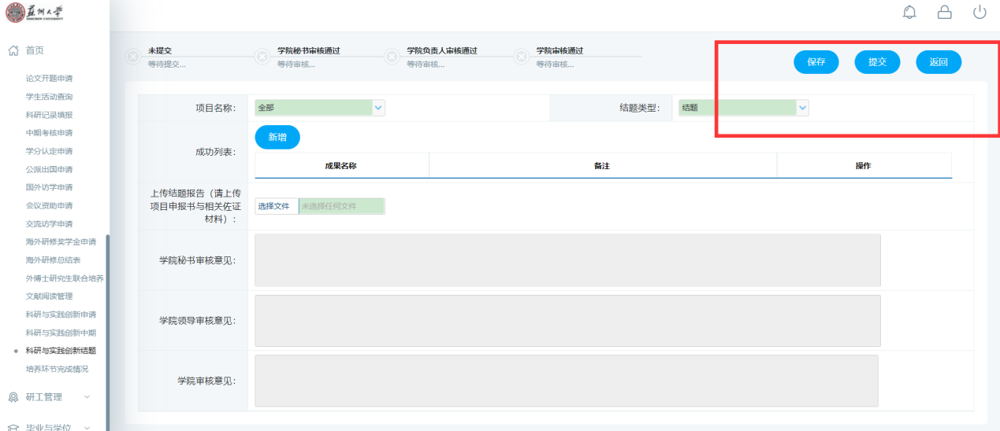 蘇州大學
SOOCHOW UNIVERSITY
首页
论文开题申请
学生活动查询
科研记录填报
中期考核申请
学分认定申请
公派出国申请
国外访学申请
会议资助申请
交流访学申请
海外研修奖学金申请
海外研修总结表
外博士研究生联合培养
文献阅读管理
科研与实践创新申请
科研与实践创新中期
科研与实践创新结题
培养环节完成情况
研工管理
毕业与学位
未提交
等待提交...
学院秘书审核通过
等待审核...
学院负责人审核通过
等待审核...
学院审核通过
等待审核...
保存 提交 返回
项目名称： 全部 结题类型： 结题
成功列表： 新增
成果名称 备注 操作
上传结题报告（请上传
项目申报书与相关佐证
材料）：
选择文件 未选择任何文件
学院秘书审核意见：
学院领导审核意见：
学院审核意见：